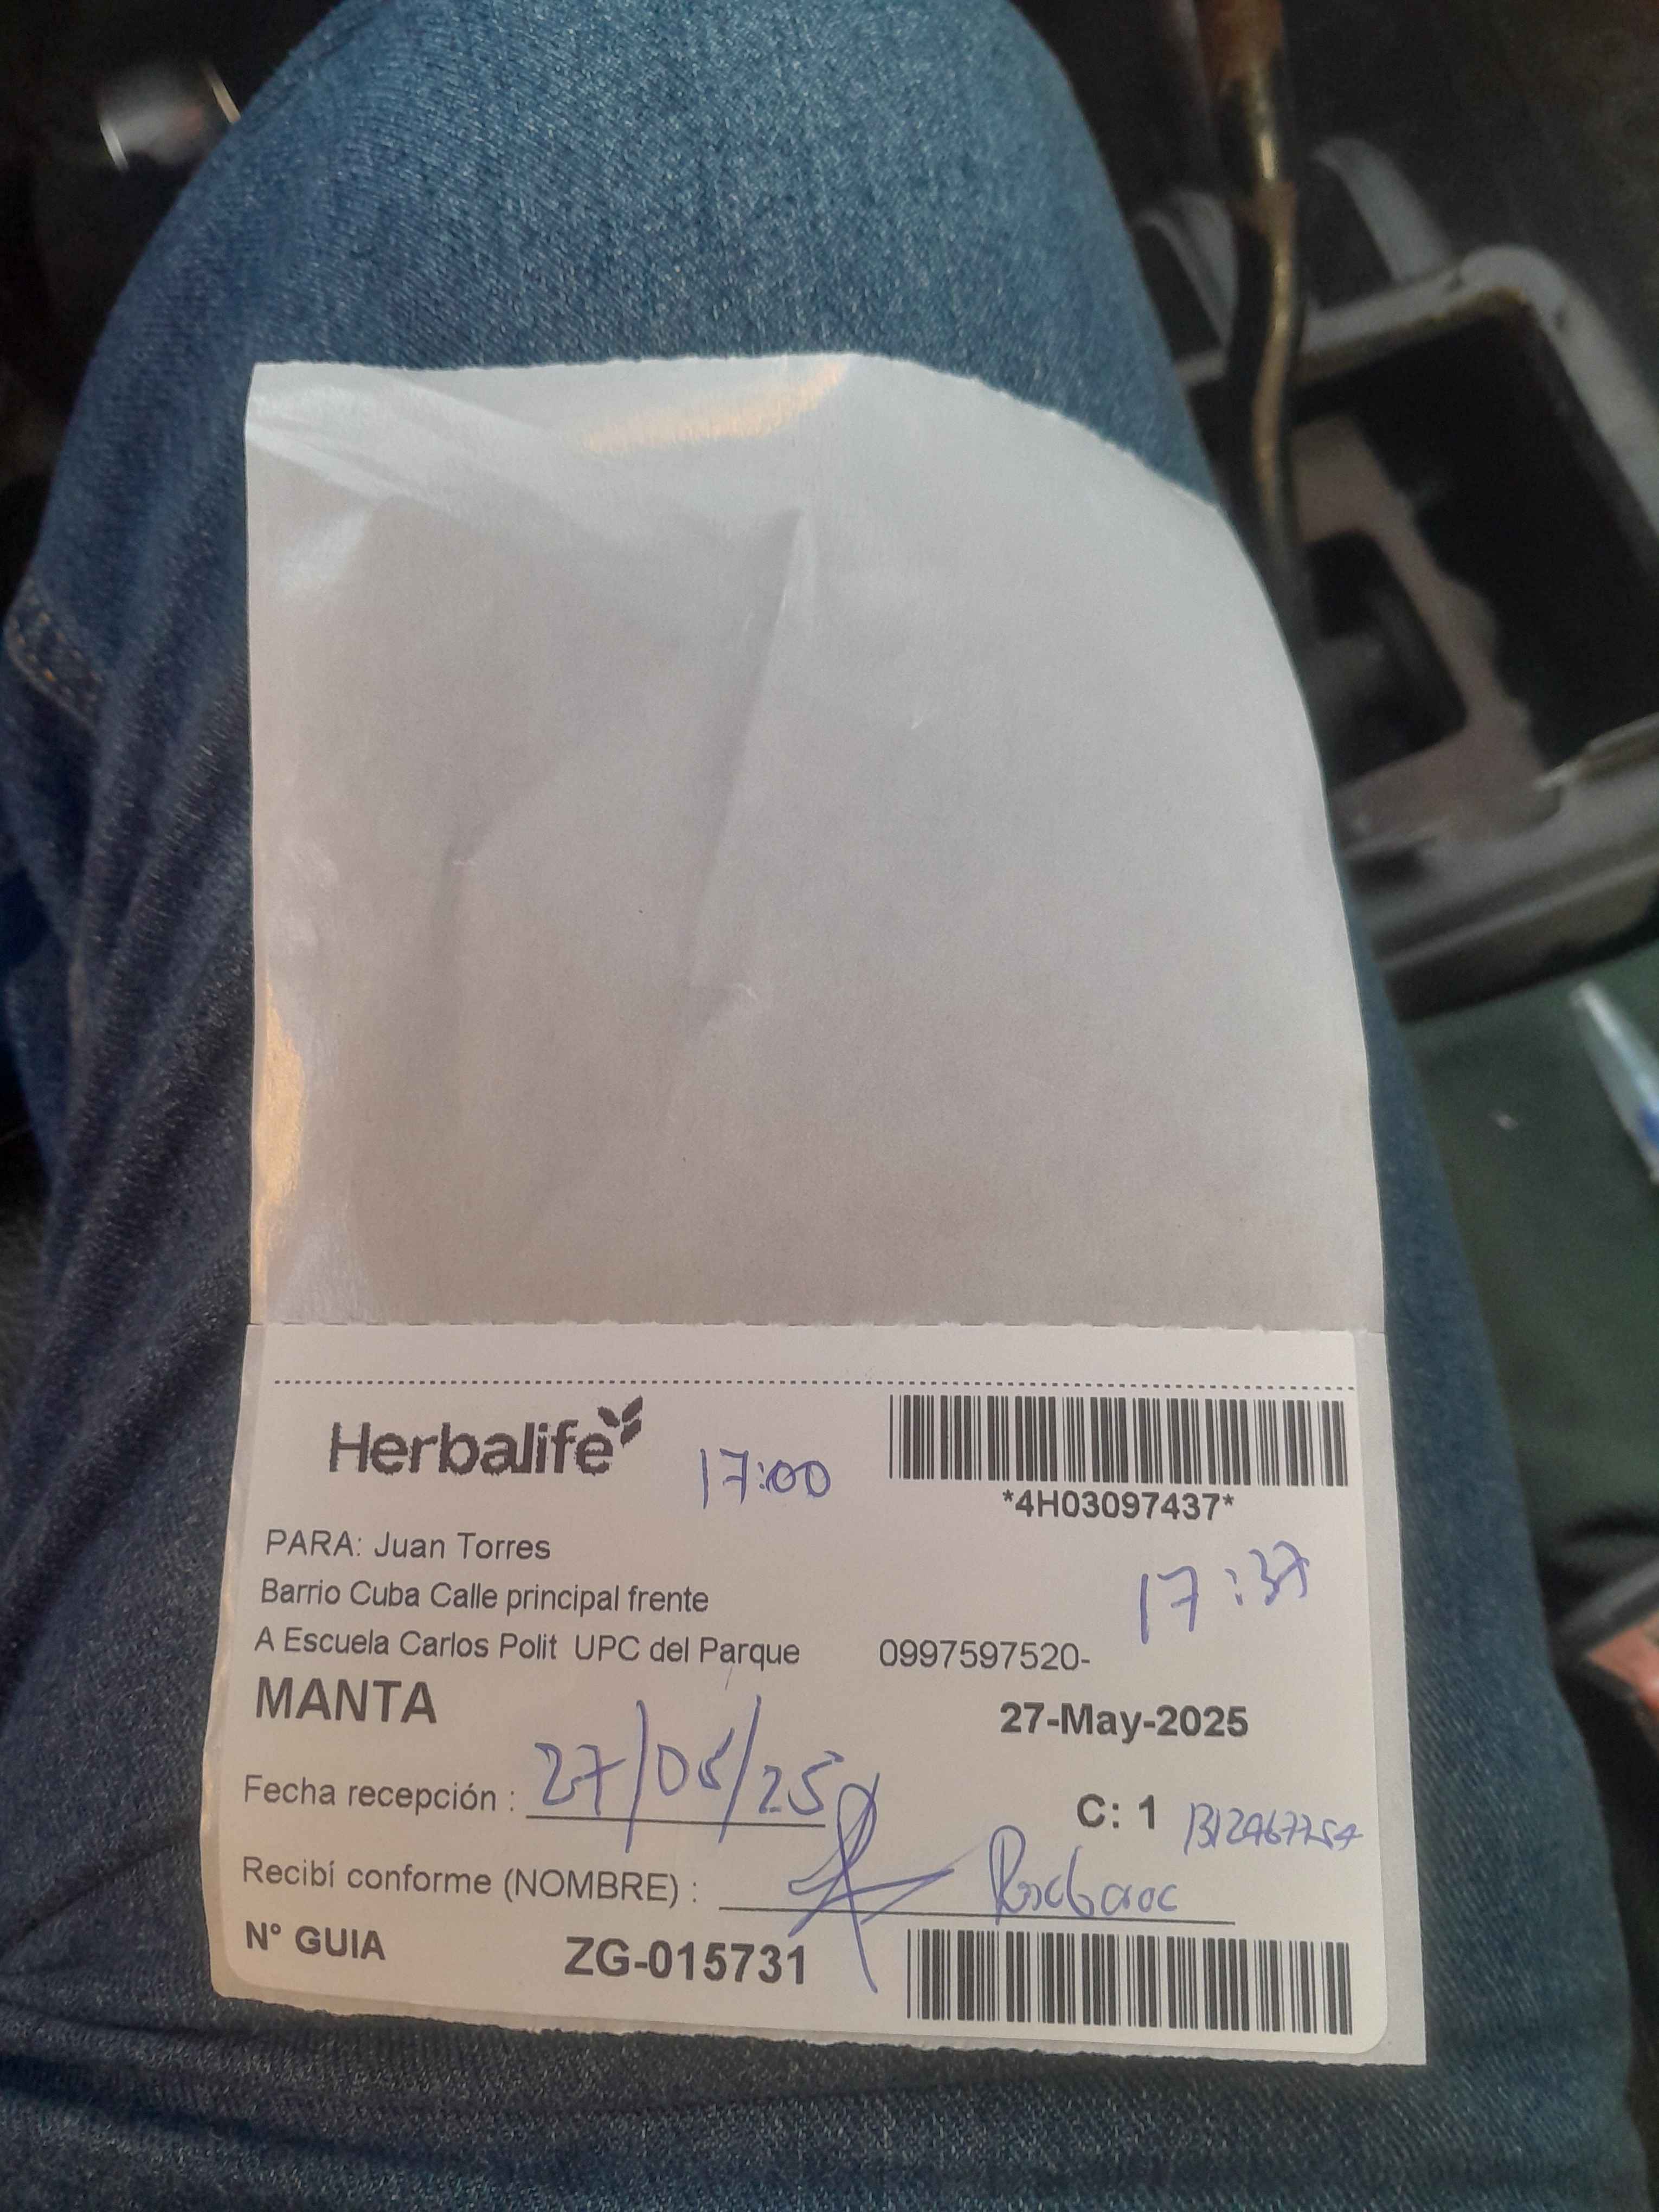 Herbalife
17:00
*4H03097437*
PARA: Juan Torres
17:37
Barrio Cuba Calle principal frente
A Escuela Carlos Polit UPC del Parque 0997597520-
MANTA
27-May-2025
Fecha recepción : 27/05/25
C: 1
Recibí conforme (NOMBRE) :
N° GUIA ZG-015731